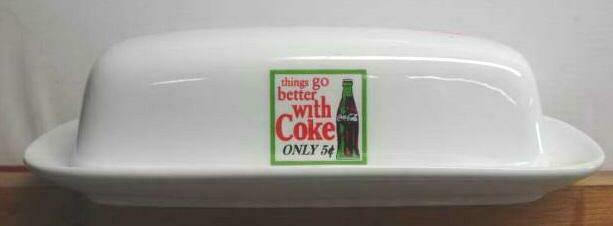 things go
better
with
Coke
Coca-Cola
ONLY 5¢